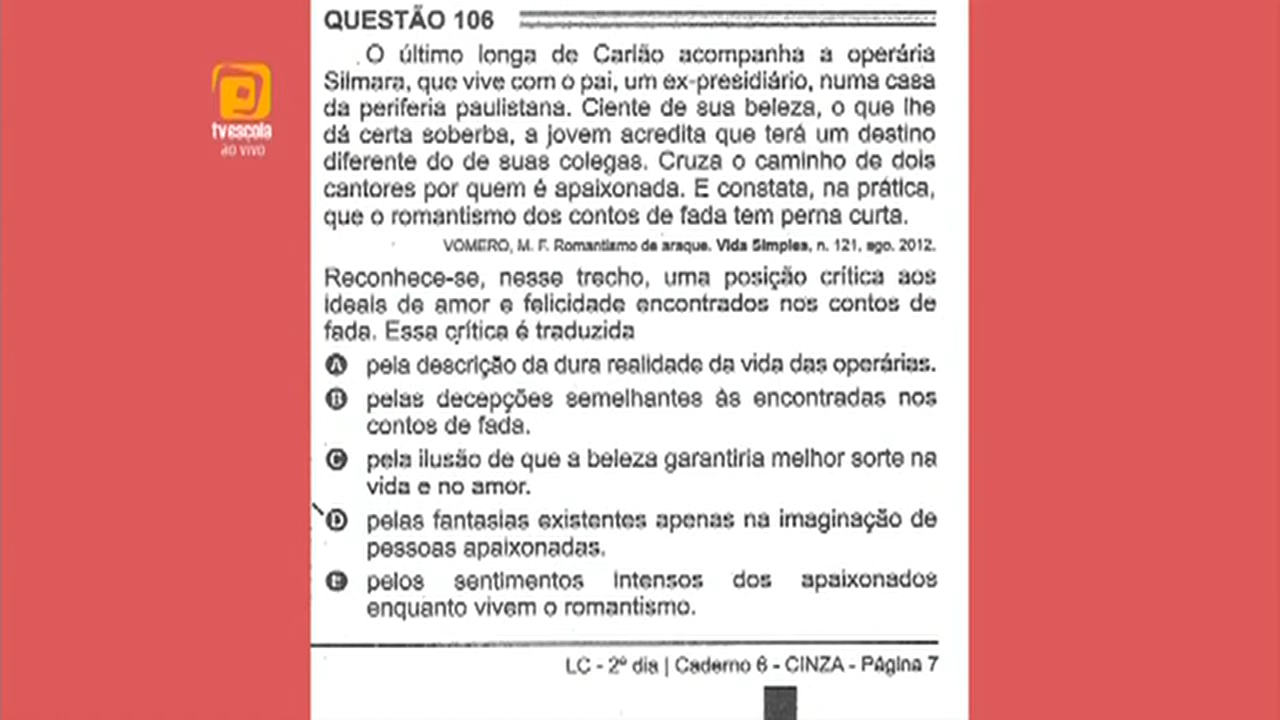 QUESTÃO 106
O último longa de Carlão acompanha a operária
Silmara, que vive com o pai, um ex-presidiário, numa casa
da periferia paulistana. Ciente de sua beleza, o que lhe
dá certa soberba, a jovem acredita que terá um destino
diferente do de suas colegas. Cruza o caminho de dois
cantores por quem é apaixonada. E constata, na prática,
que o romantismo dos contos de fada tem perna curta.
VOMERO, M. F. Romantismo de araque. Vida Simples, n. 121, ago. 2012.
Reconhece-se, nesse trecho, uma posição crítica aos
ideais de amor e felicidade encontrados nos contos de
fada. Essa crítica é traduzida
A pela descrição da dura realidade da vida das operárias.
B pelas decepções semelhantes às encontradas nos
contos de fada.
C pela ilusão de que a beleza garantiria melhor sorte na
vida e no amor.
D pelas fantasias existentes apenas na imaginação de
pessoas apaixonadas.
E pelos sentimentos intensos dos apaixonados
enquanto vivem o romantismo.
LC - 2º dia | Caderno 6 - CINZA - Página 7
tvescola
ao vivo